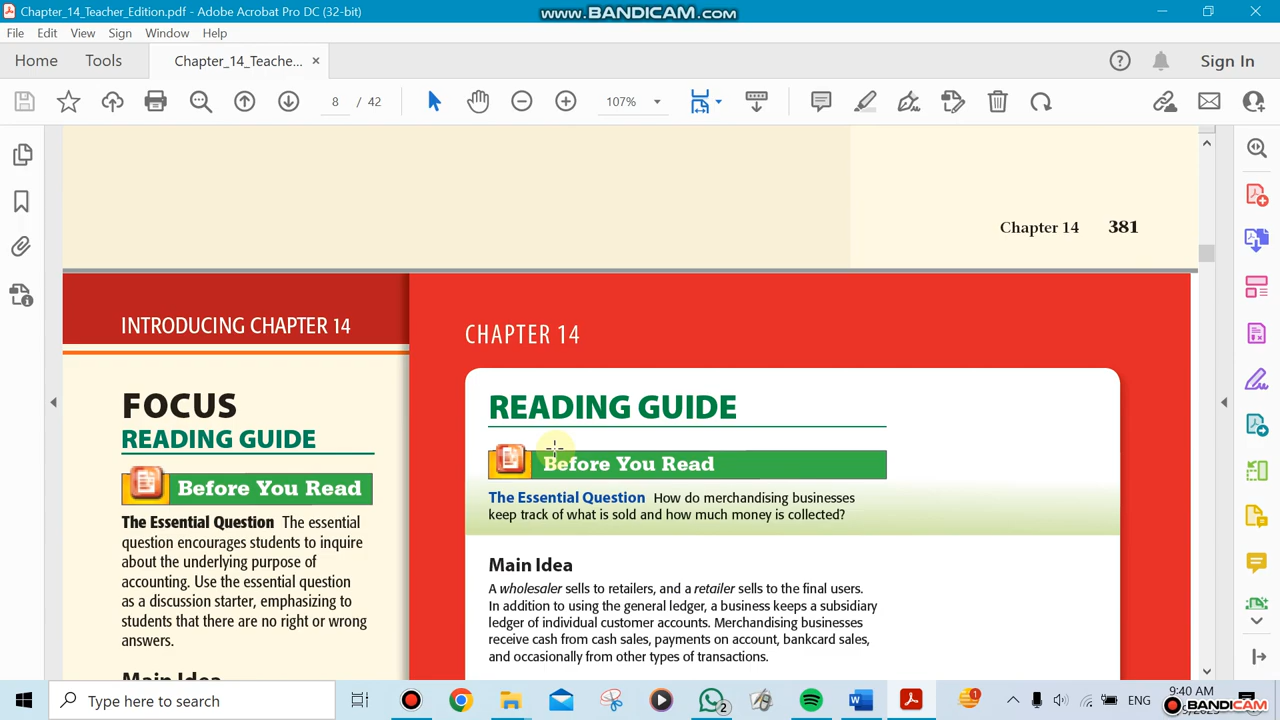 Chapter_14_Teacher_Edition.pdf - Adobe Acrobat Pro DC (32-bit)
www.BANDICAM.com
File Edit View Sign Window Help
Home Tools Chapter_14_Teache... × Sign In
8 / 42 107%
Chapter 14 381
INTRODUCING CHAPTER 14
FOCUS
READING GUIDE
Before You Read
The Essential Question The essential
question encourages students to inquire
about the underlying purpose of
accounting. Use the essential question
as a discussion starter, emphasizing to
students that there are no right or wrong
answers.
Main Idea
CHAPTER 14
READING GUIDE
Before You Read
The Essential Question How do merchandising businesses
keep track of what is sold and how much money is collected?
Main Idea
A wholesaler sells to retailers, and a retailer sells to the final users.
In addition to using the general ledger, a business keeps a subsidiary
ledger of individual customer accounts. Merchandising businesses
receive cash from cash sales, payments on account, bankcard sales,
and occasionally from other types of transactions.
Type here to search
2
1
ENG
9:40 AM
BANDICAM